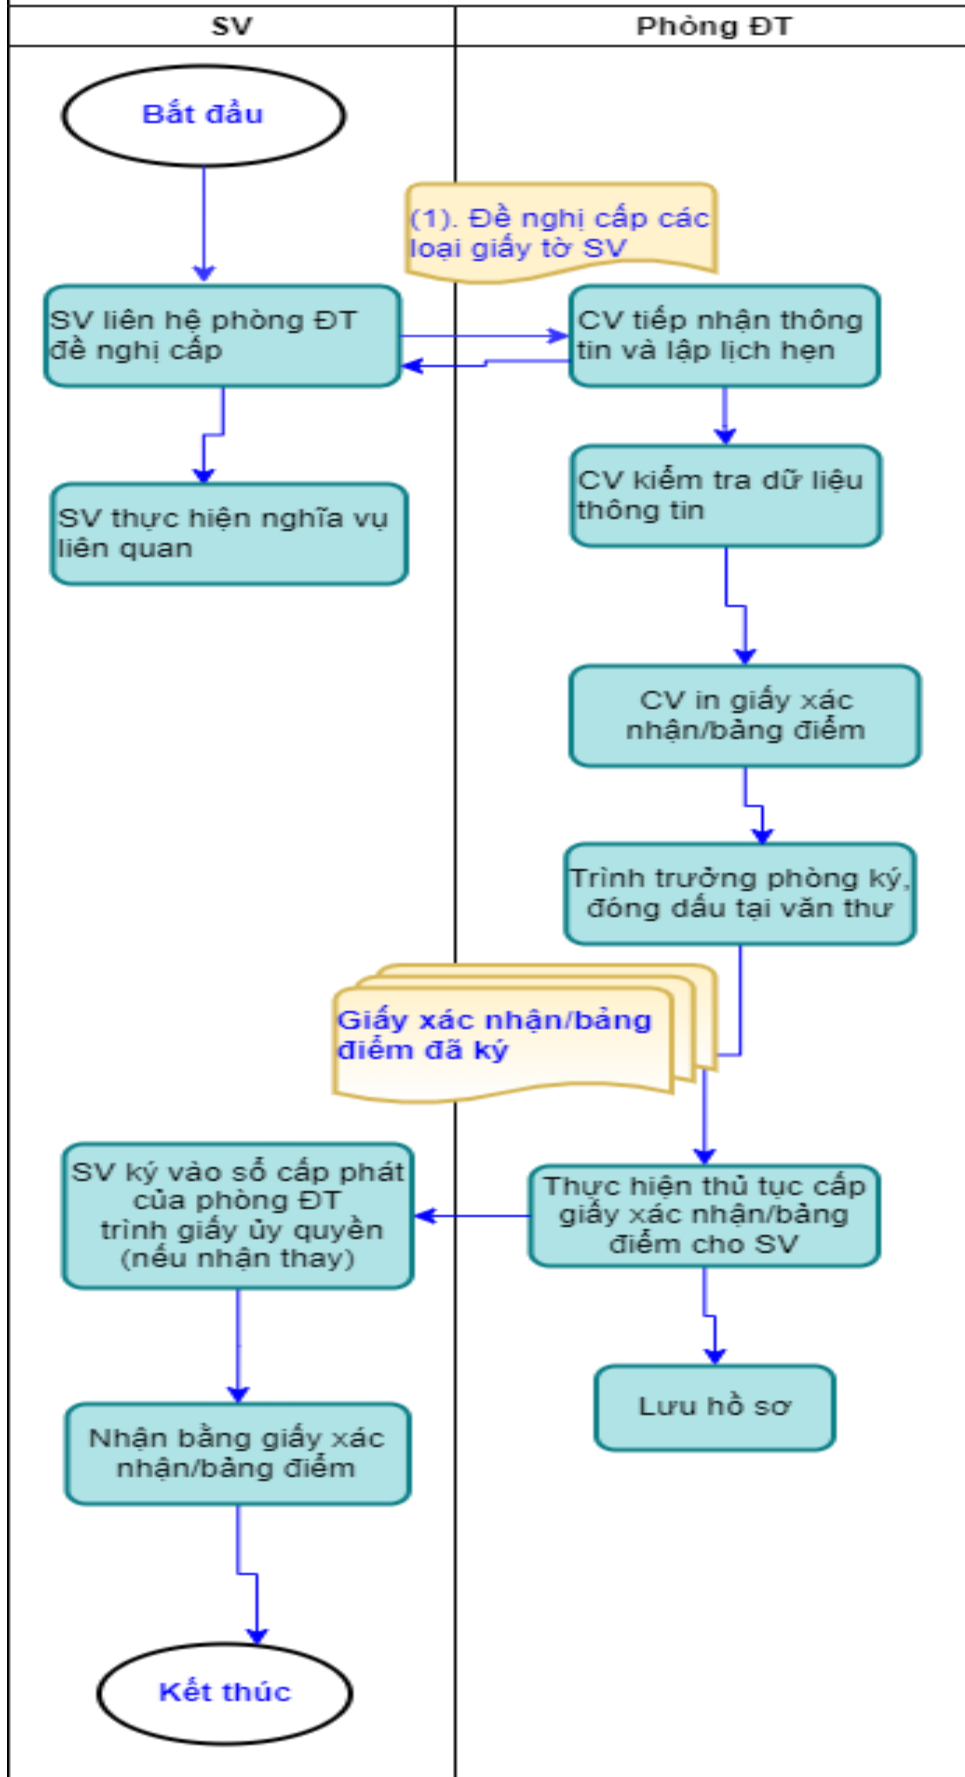 SV
Phòng ĐT
Bắt đầu
(1). Đề nghị cấp các
loại giấy tờ SV
SV liên hệ phòng ĐT
đề nghị cấp
CV tiếp nhận thông
tin và lập lịch hẹn
CV kiểm tra dữ liệu
thông tin
SV thực hiện nghĩa vụ
liên quan
CV in giấy xác
nhận/bảng điểm
Trình trưởng phòng ký,
đóng dấu tại văn thư
Giấy xác nhận/bảng
điểm đã ký
SV ký vào sổ cấp phát
của phòng ĐT
trình giấy ủy quyền
(nếu nhận thay)
Thực hiện thủ tục cấp
giấy xác nhận/bảng
điểm cho SV
Lưu hồ sơ
Nhận bằng giấy xác
nhận/bảng điểm
Kết thúc